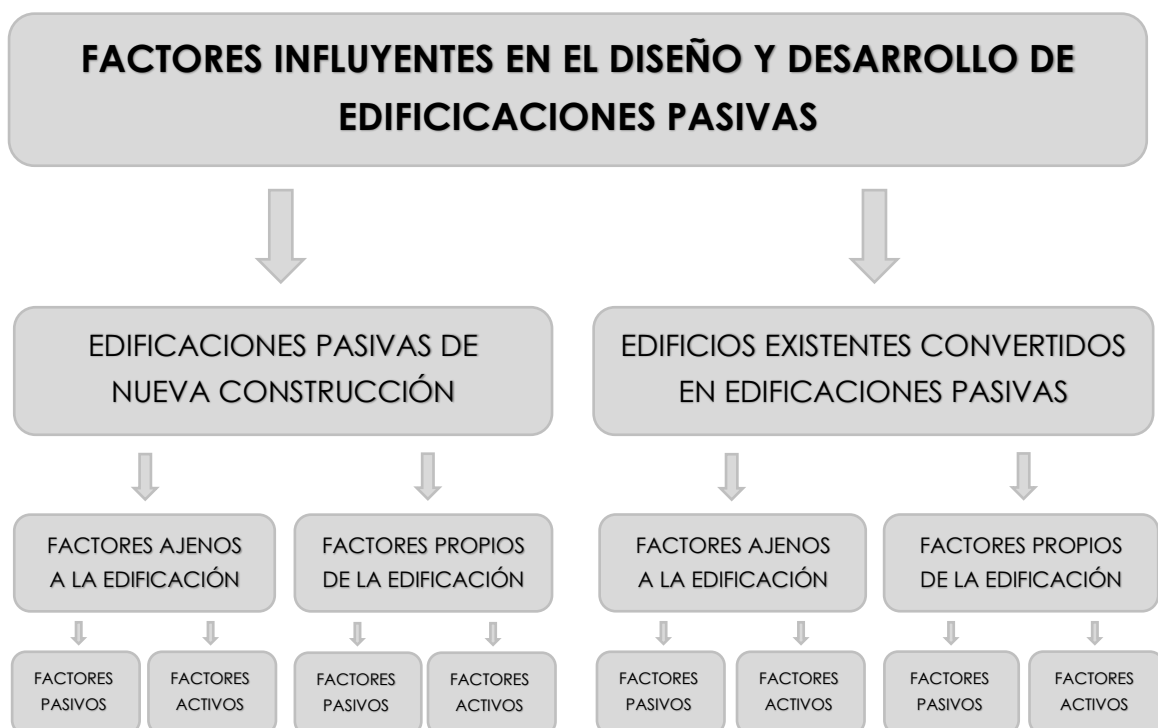 FACTORES INFLUYENTES EN EL DISEÑO Y DESARROLLO DE
EDIFICICACIONES PASIVAS
EDIFICACIONES PASIVAS DE
NUEVA CONSTRUCCIÓN
EDIFICIOS EXISTENTES CONVERTIDOS
EN EDIFICACIONES PASIVAS
FACTORES AJENOS
A LA EDIFICACIÓN
FACTORES PROPIOS
DE LA EDIFICACIÓN
FACTORES AJENOS
A LA EDIFICACIÓN
FACTORES PROPIOS
DE LA EDIFICACIÓN
FACTORES
PASIVOS
FACTORES
ACTIVOS
FACTORES
PASIVOS
FACTORES
ACTIVOS
FACTORES
PASIVOS
FACTORES
ACTIVOS
FACTORES
PASIVOS
FACTORES
ACTIVOS